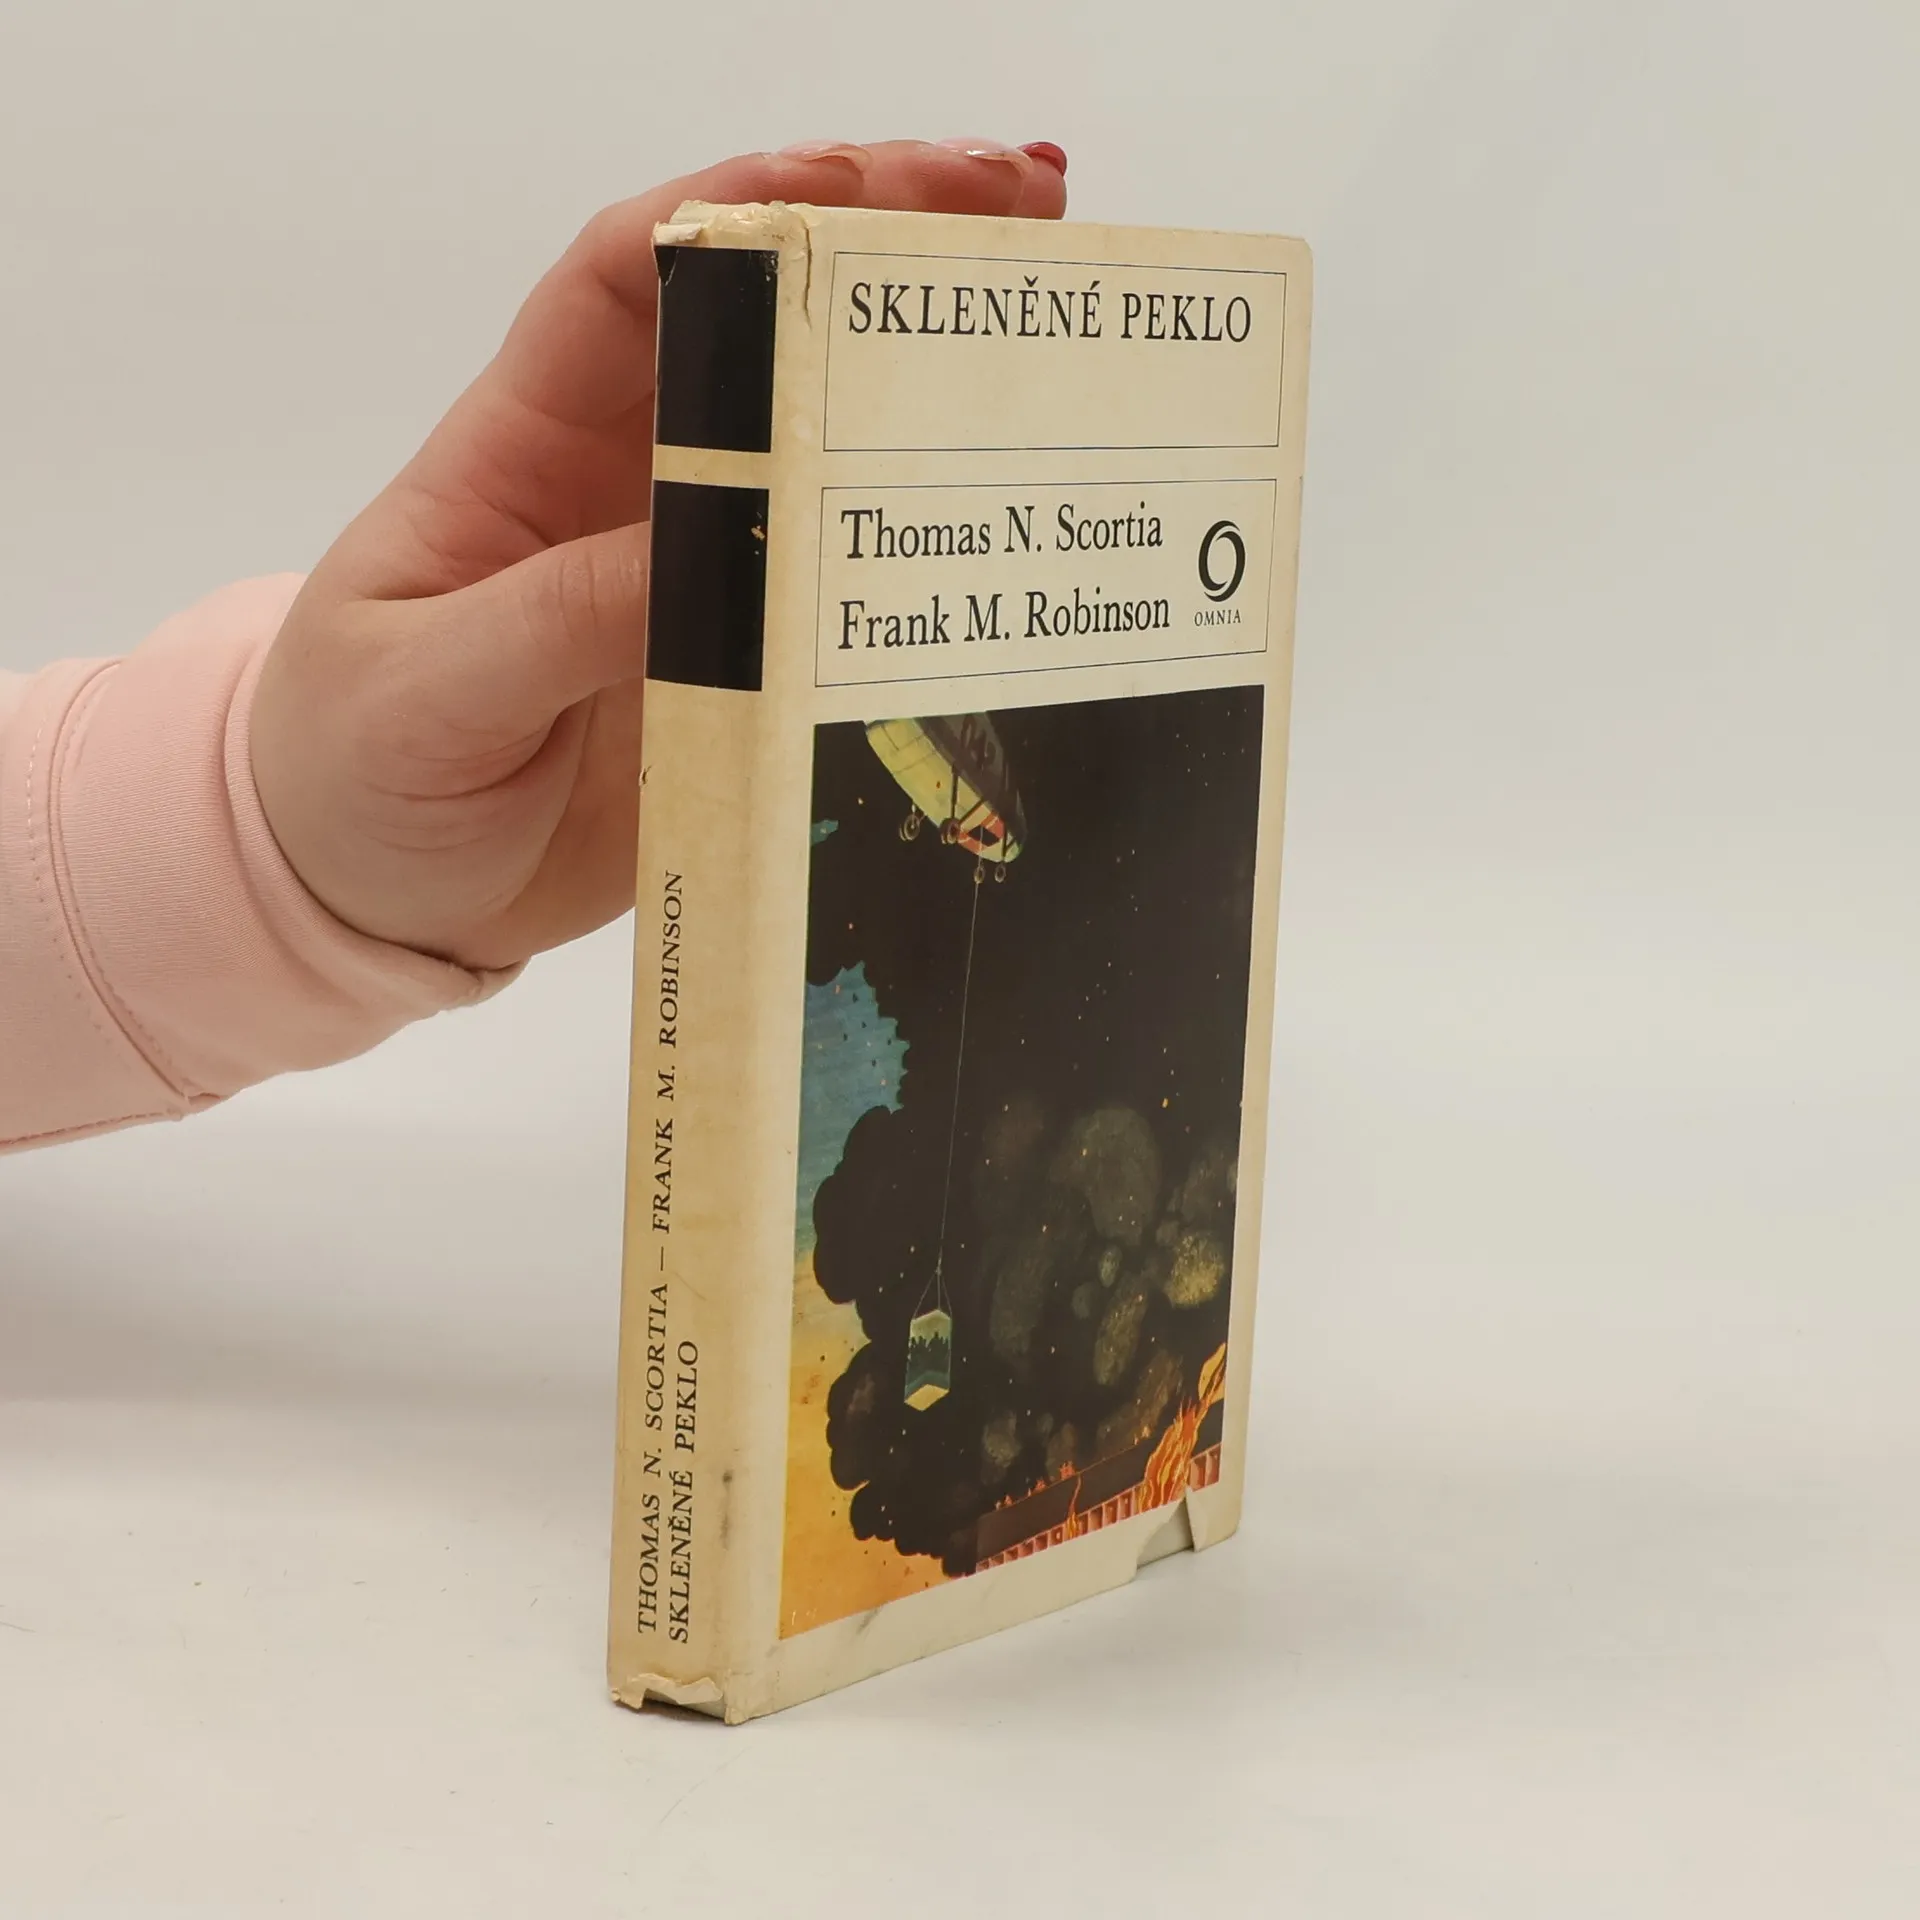 SKLENĚNÉ PEKLO
Thomas N. Scortia
Frank M. Robinson
OMNIA
THOMAS N. SCORTIA — FRANK M. ROBINSON
SKLENĚNÉ PEKLO